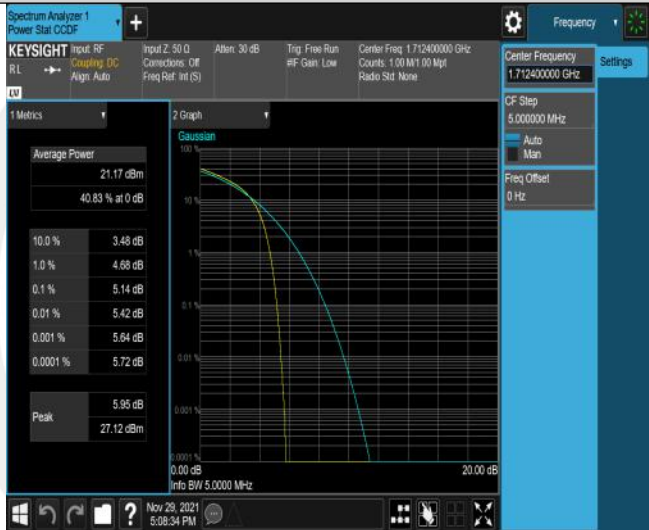 Spectrum Analyzer 1
Power Stat CCDF
+
Frequency
KEYSIGHT
RL
Input: RF
Coupling: DC
Align: Auto
Input Z: 50 Ω
Corrections: Off
Freq Ref: Int (S)
Atten: 30 dB
Trig: Free Run
#IF Gain: Low
Center Freq: 1.712400000 GHz
Counts: 1.00 M/1.00 Mpt
Radio Std: None
LW
1 Metrics
Average Power
21.17 dBm
40.83 % at 0 dB
10.0 % 3.48 dB
1.0 % 4.68 dB
0.1 % 5.14 dB
0.01 % 5.42 dB
0.001 % 5.64 dB
0.0001 % 5.72 dB
Peak
5.95 dB
27.12 dBm
2 Graph
Gaussian
100 %
10 %
1 %
0.1 %
0.01 %
0.001 %
0.0001 %
0.00 dB 20.00 dB
Info BW 5.0000 MHz
Center Frequency
1.712400000 GHz
Settings
CF Step
5.000000 MHz
Auto
Man
Freq Offset
0 Hz
?
Nov 29, 2021
5:08:34 PM